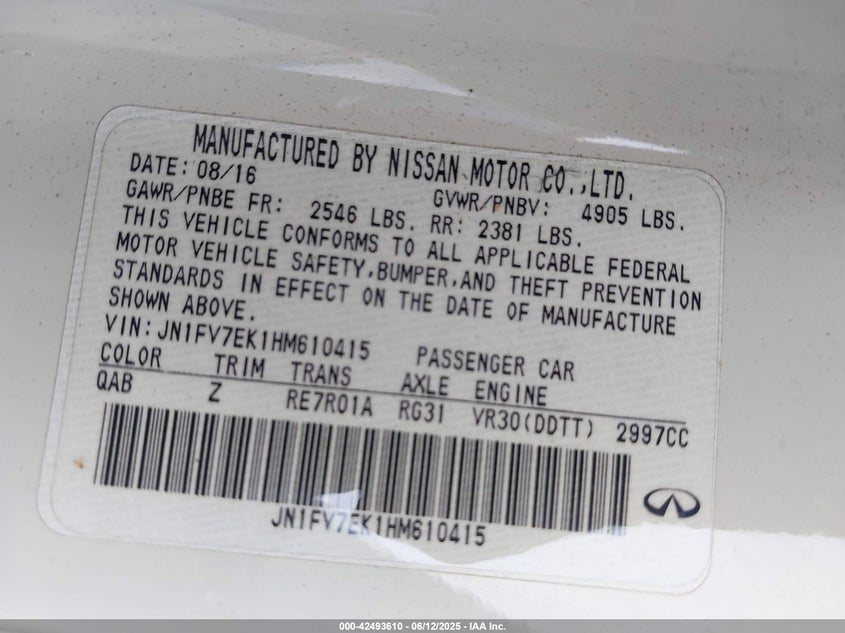 MANUFACTURED BY NISSAN MOTOR CO.,LTD.
DATE: 08/16 GVWR/PNBV: 4905 LBS.
GAWR/PNBE FR: 2546 LBS. RR: 2381 LBS.
THIS VEHICLE CONFORMS TO ALL APPLICABLE FEDERAL
MOTOR VEHICLE SAFETY,BUMPER,AND THEFT PREVENTION
STANDARDS IN EFFECT ON THE DATE OF MANUFACTURE
SHOWN ABOVE.
VIN:JN1FV7EK1HM610415 PASSENGER CAR
COLOR TRIM TRANS AXLE ENGINE
QAB Z RE7R01A RG31 VR30(DDTT) 2997CC
JN1FV7EK1HM610415
000-42493610 - 06/12/2025 - IAA Inc.